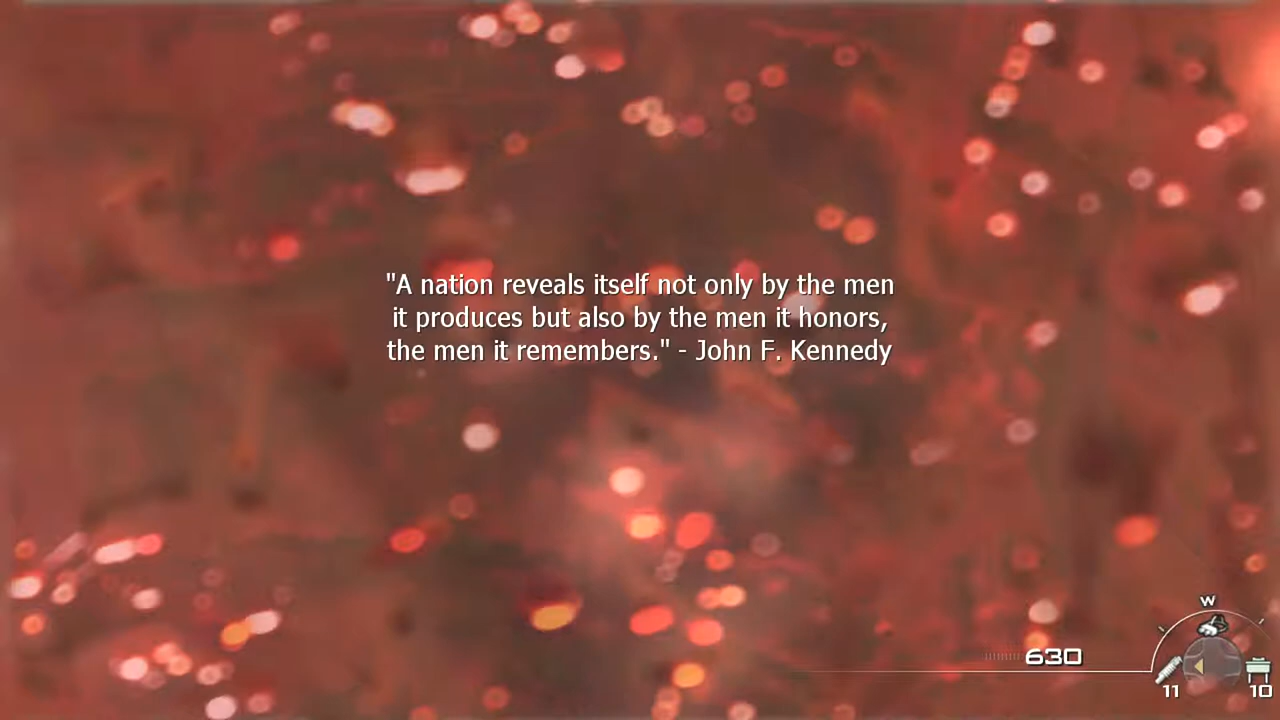 "A nation reveals itself not only by the men
it produces but also by the men it honors,
the men it remembers." - John F. Kennedy
W
630
11
10